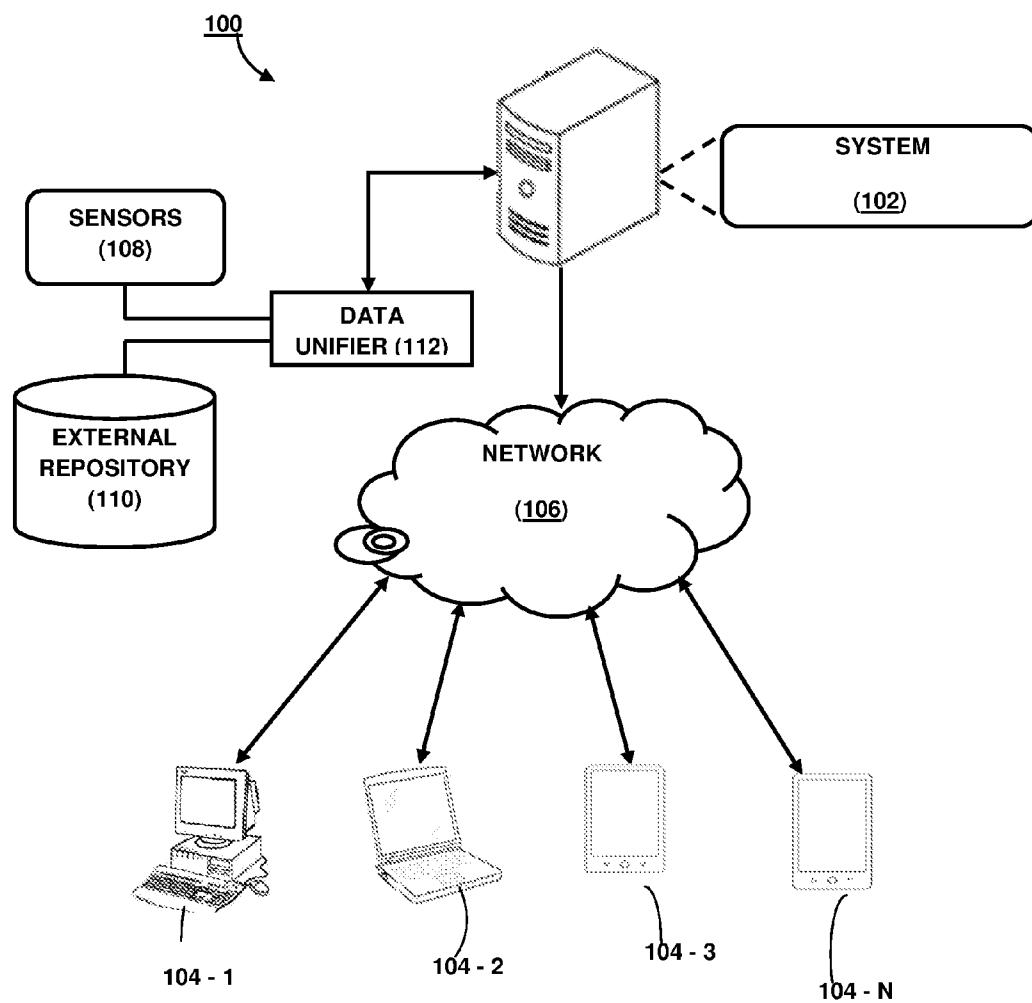 100
SYSTEM
(102)
SENSORS
(108)
DATA
UNIFIER (112)
EXTERNAL
REPOSITORY
(110)
NETWORK
(106)
104 - 1
104 - 2
104 - 3
104 - N